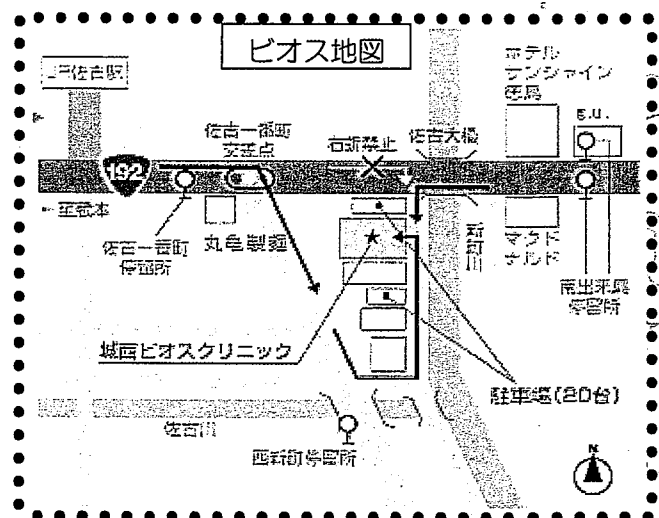 ビオス地図
JR佐古駅
ホテル
サンシャイン
徳島
佐古一番町
交差点
右折禁止
佐古大橋
au
192
←至蔵本
佐古一番町
停留所
丸亀製麺
新町川
マクド
ナルド
南出来島
停留所
城西ビオスクリニック
駐車場(20台)
佐古川
西新町停留所
N